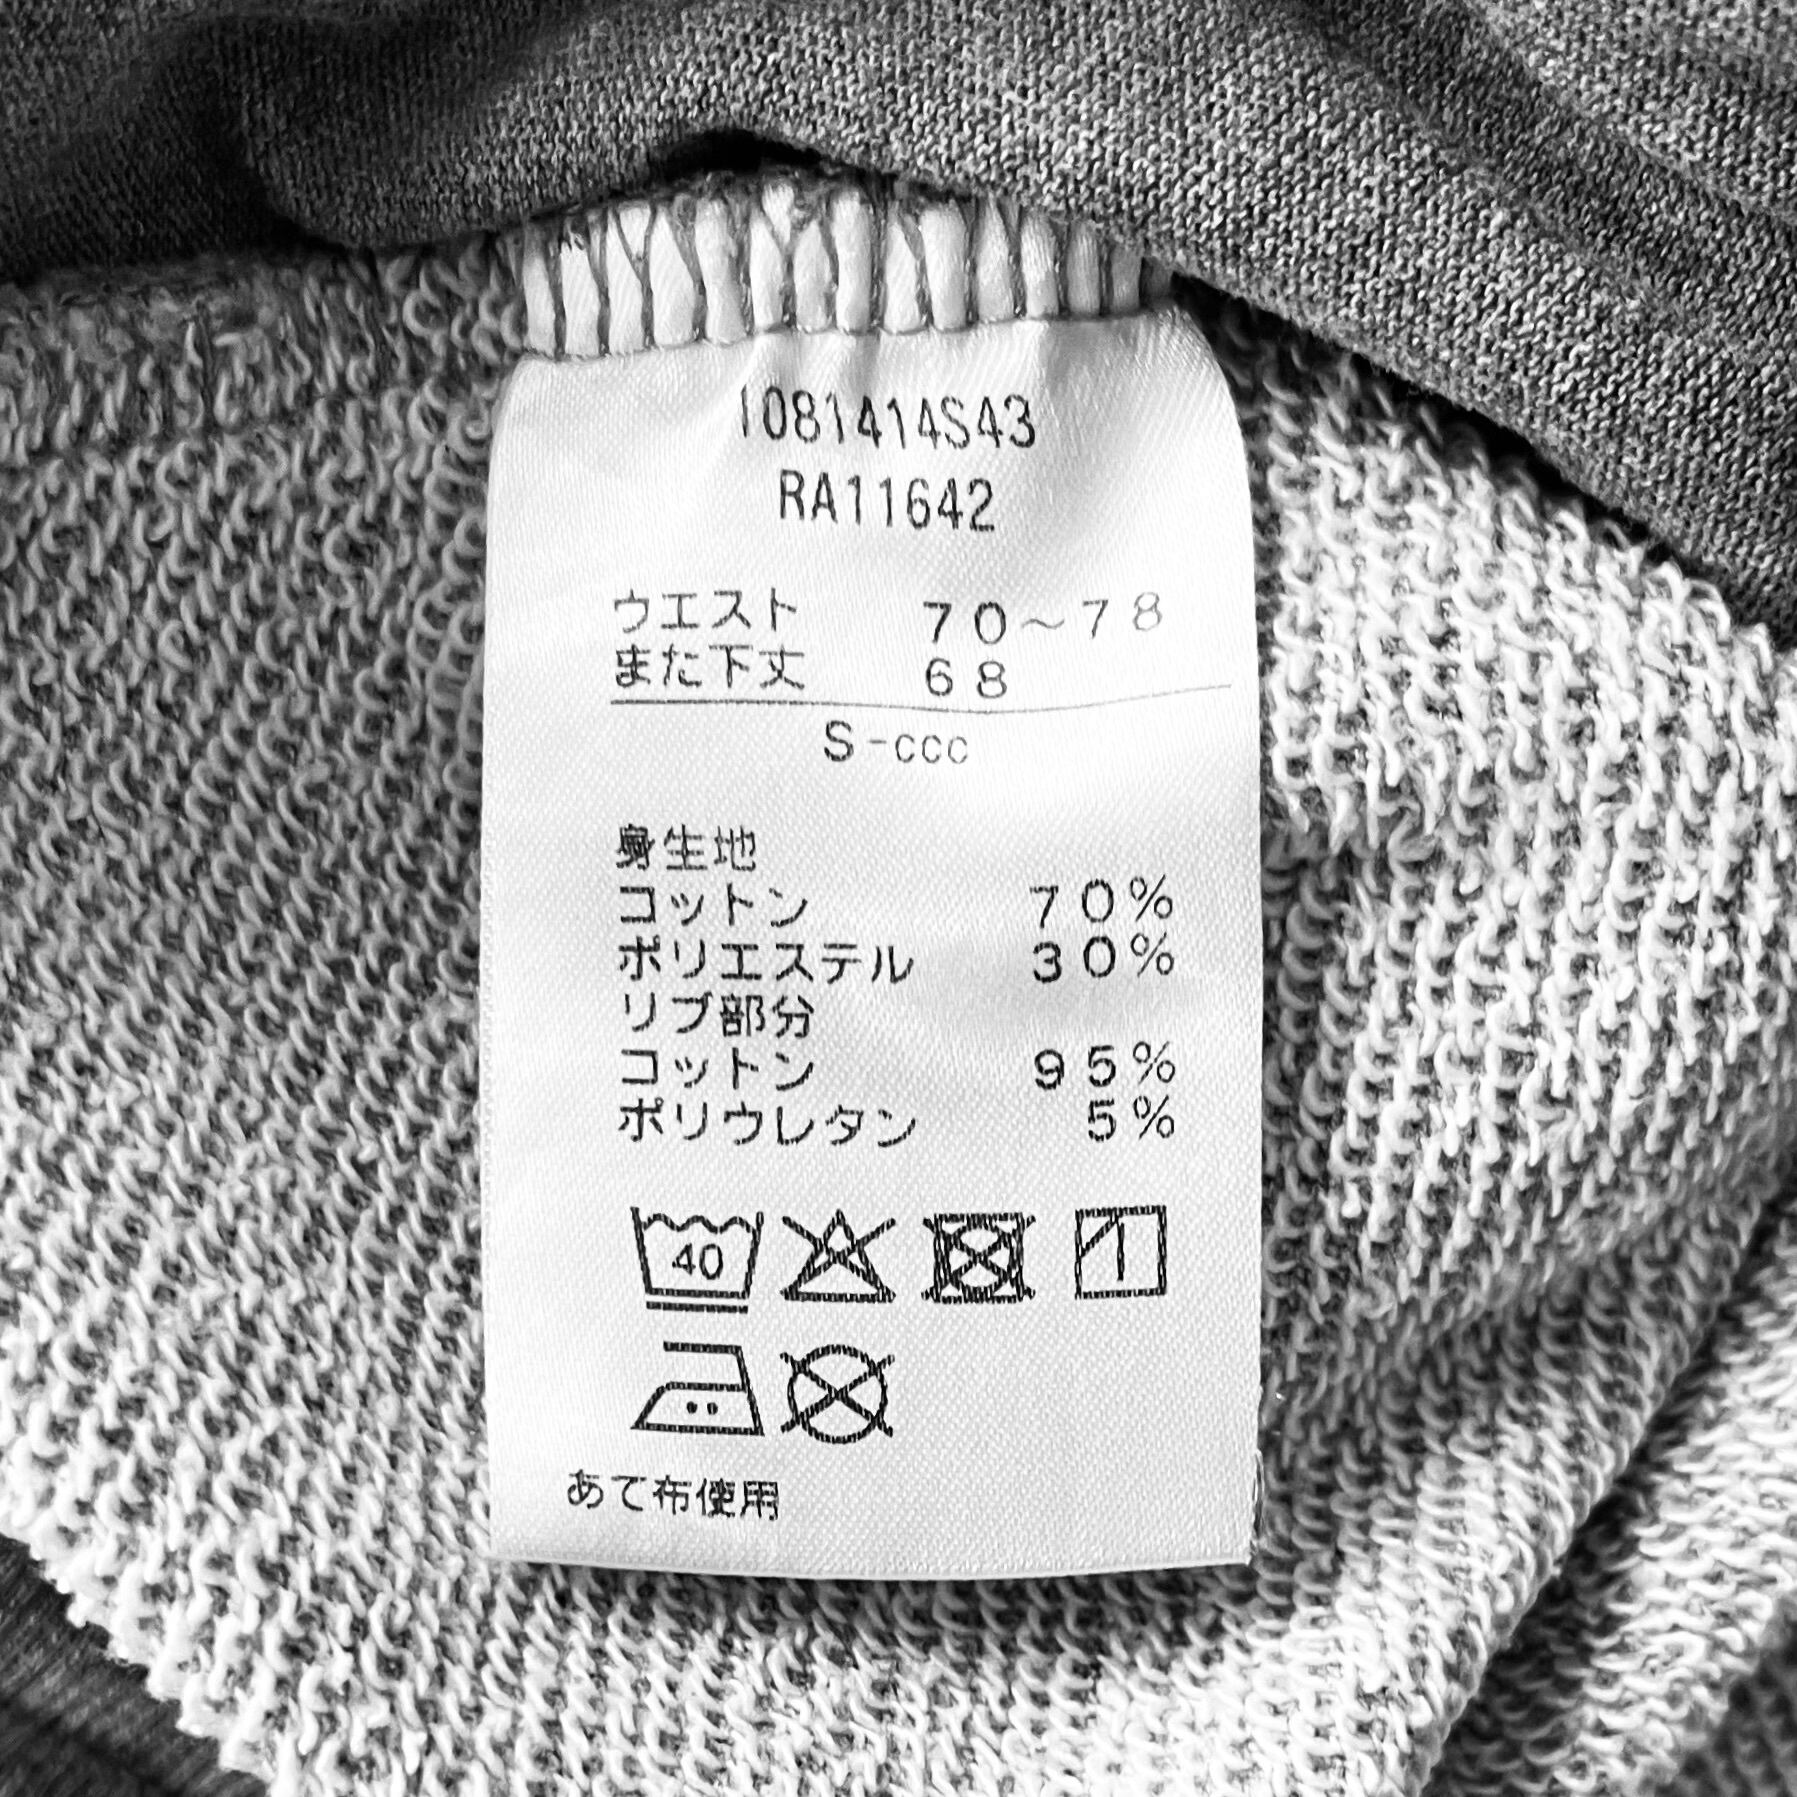 1081414S43
RA11642
ウエスト 70〜78
また下丈 68
S-ccc
身生地
コットン 70%
ポリエステル 30%
リブ部分
コットン 95%
ポリウレタン 5%
40
あて布使用